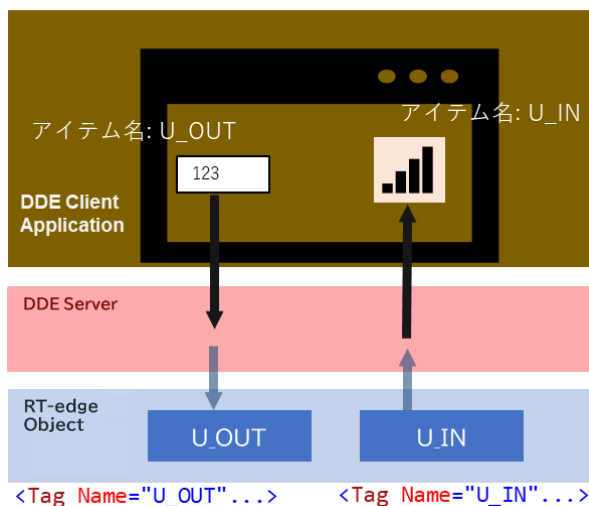 アイテム名: U_IN
アイテム名: U_OUT
123
DDE Client
Application
DDE Server
RT-edge
Object
U_OUT
U_IN
<Tag Name="U_OUT"...>
<Tag Name="U_IN"...>